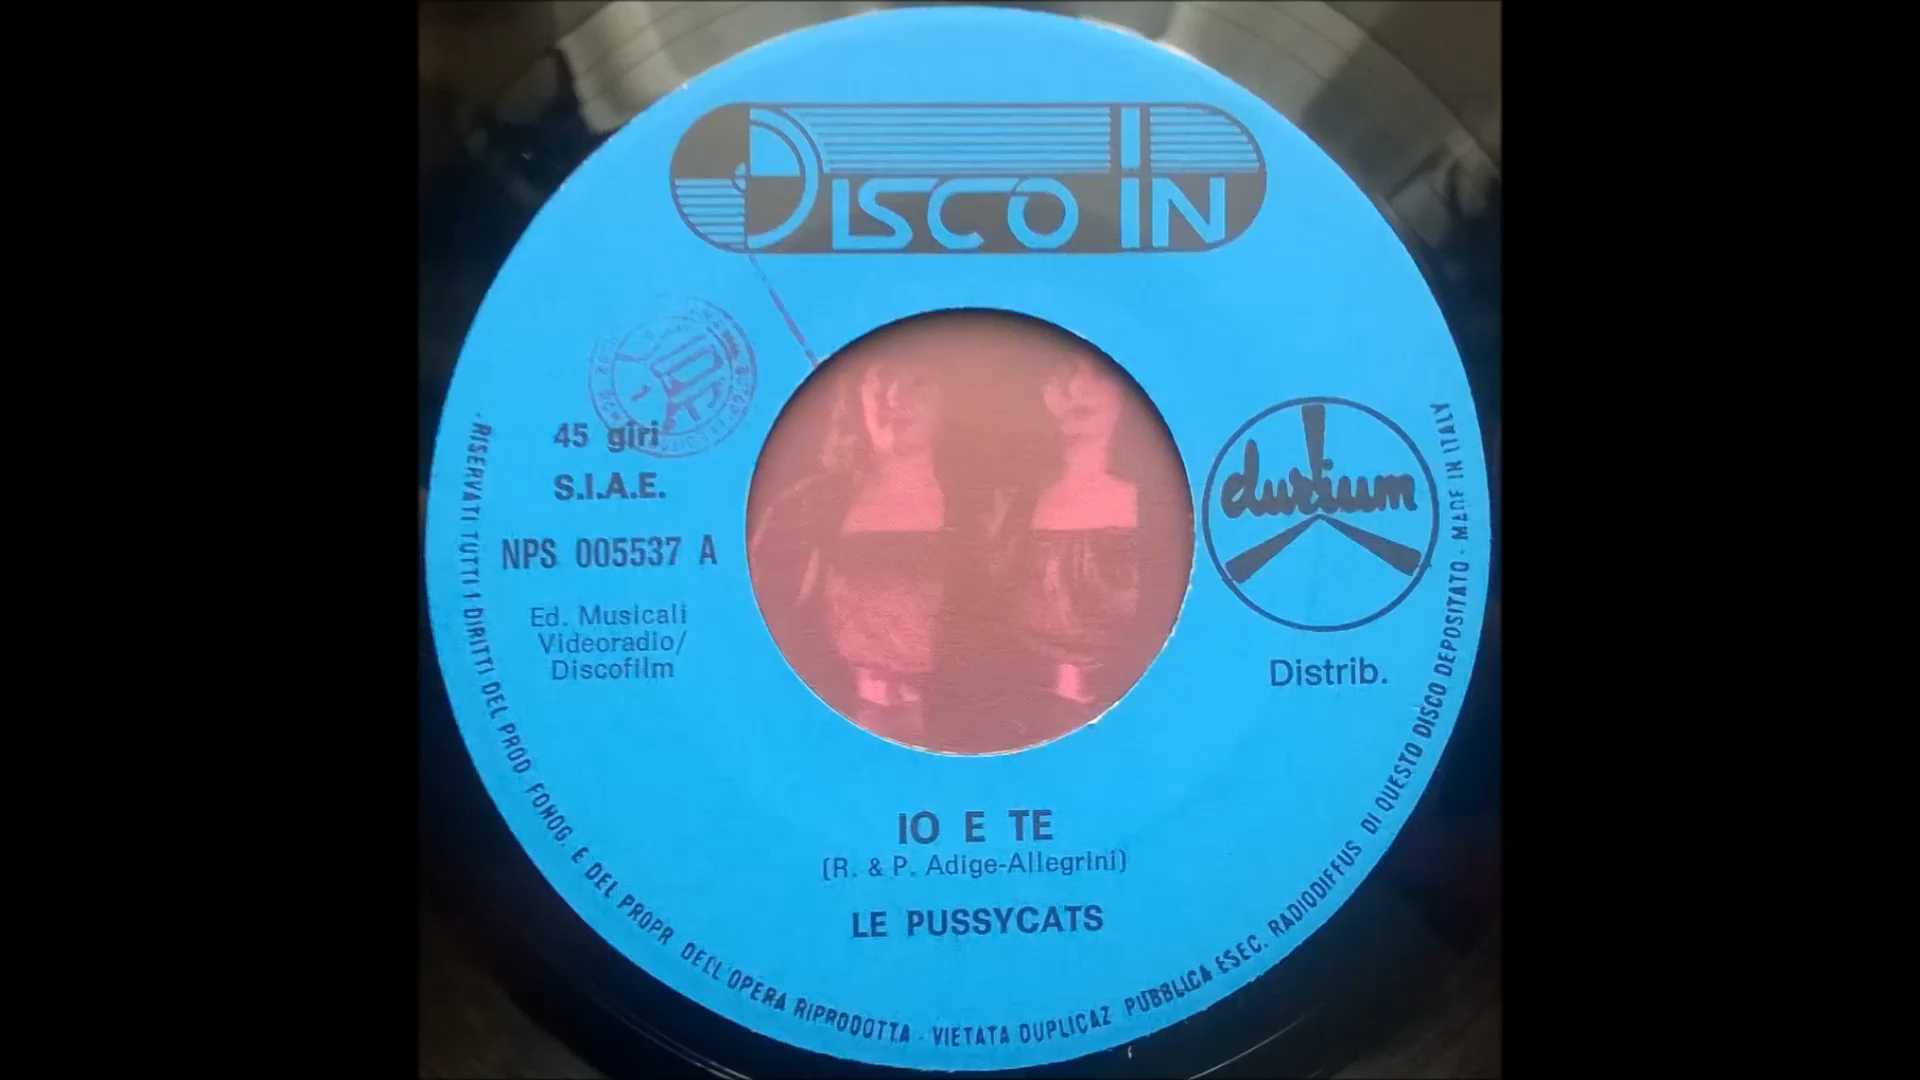 DISCO IN
45 giri
S.I.A.E.
NPS 005537 A
Ed. Musicali
Videoradio/
Discofilm
durium
Distrib.
IO E TE
(R. & P. Adige-Allegrini)
LE PUSSYCATS
· RISERVATI TUTTI I DIRITTI DEL PROD. FONOG. E DEL PROPR. DELL'OPERA RIPRODOTTA · VIETATA DUPLICAZ PUBBLICA ESEC. RADIODIFFUS DI QUESTO DISCO DEPOSITATO · MADE IN ITALY